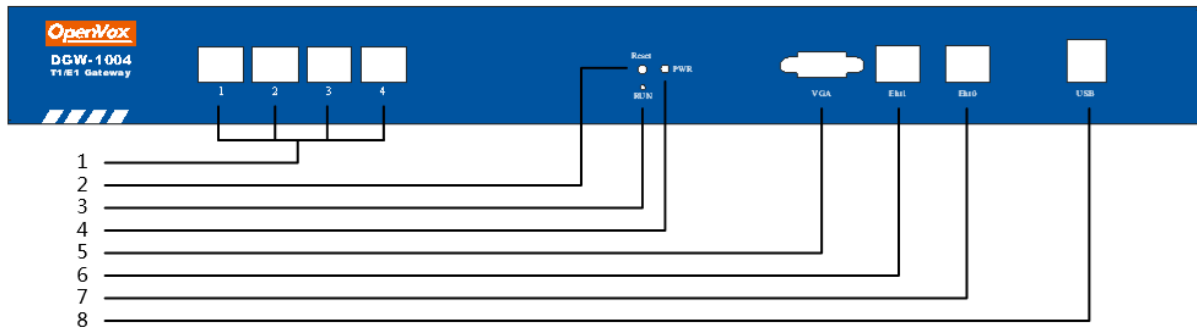 OpenVox
DGW-1004
T1/E1 Gateway
1 2 3 4
Reset
PWR
RUN
VGA
Eht1
Eht0
USB
1
2
3
4
5
6
7
8